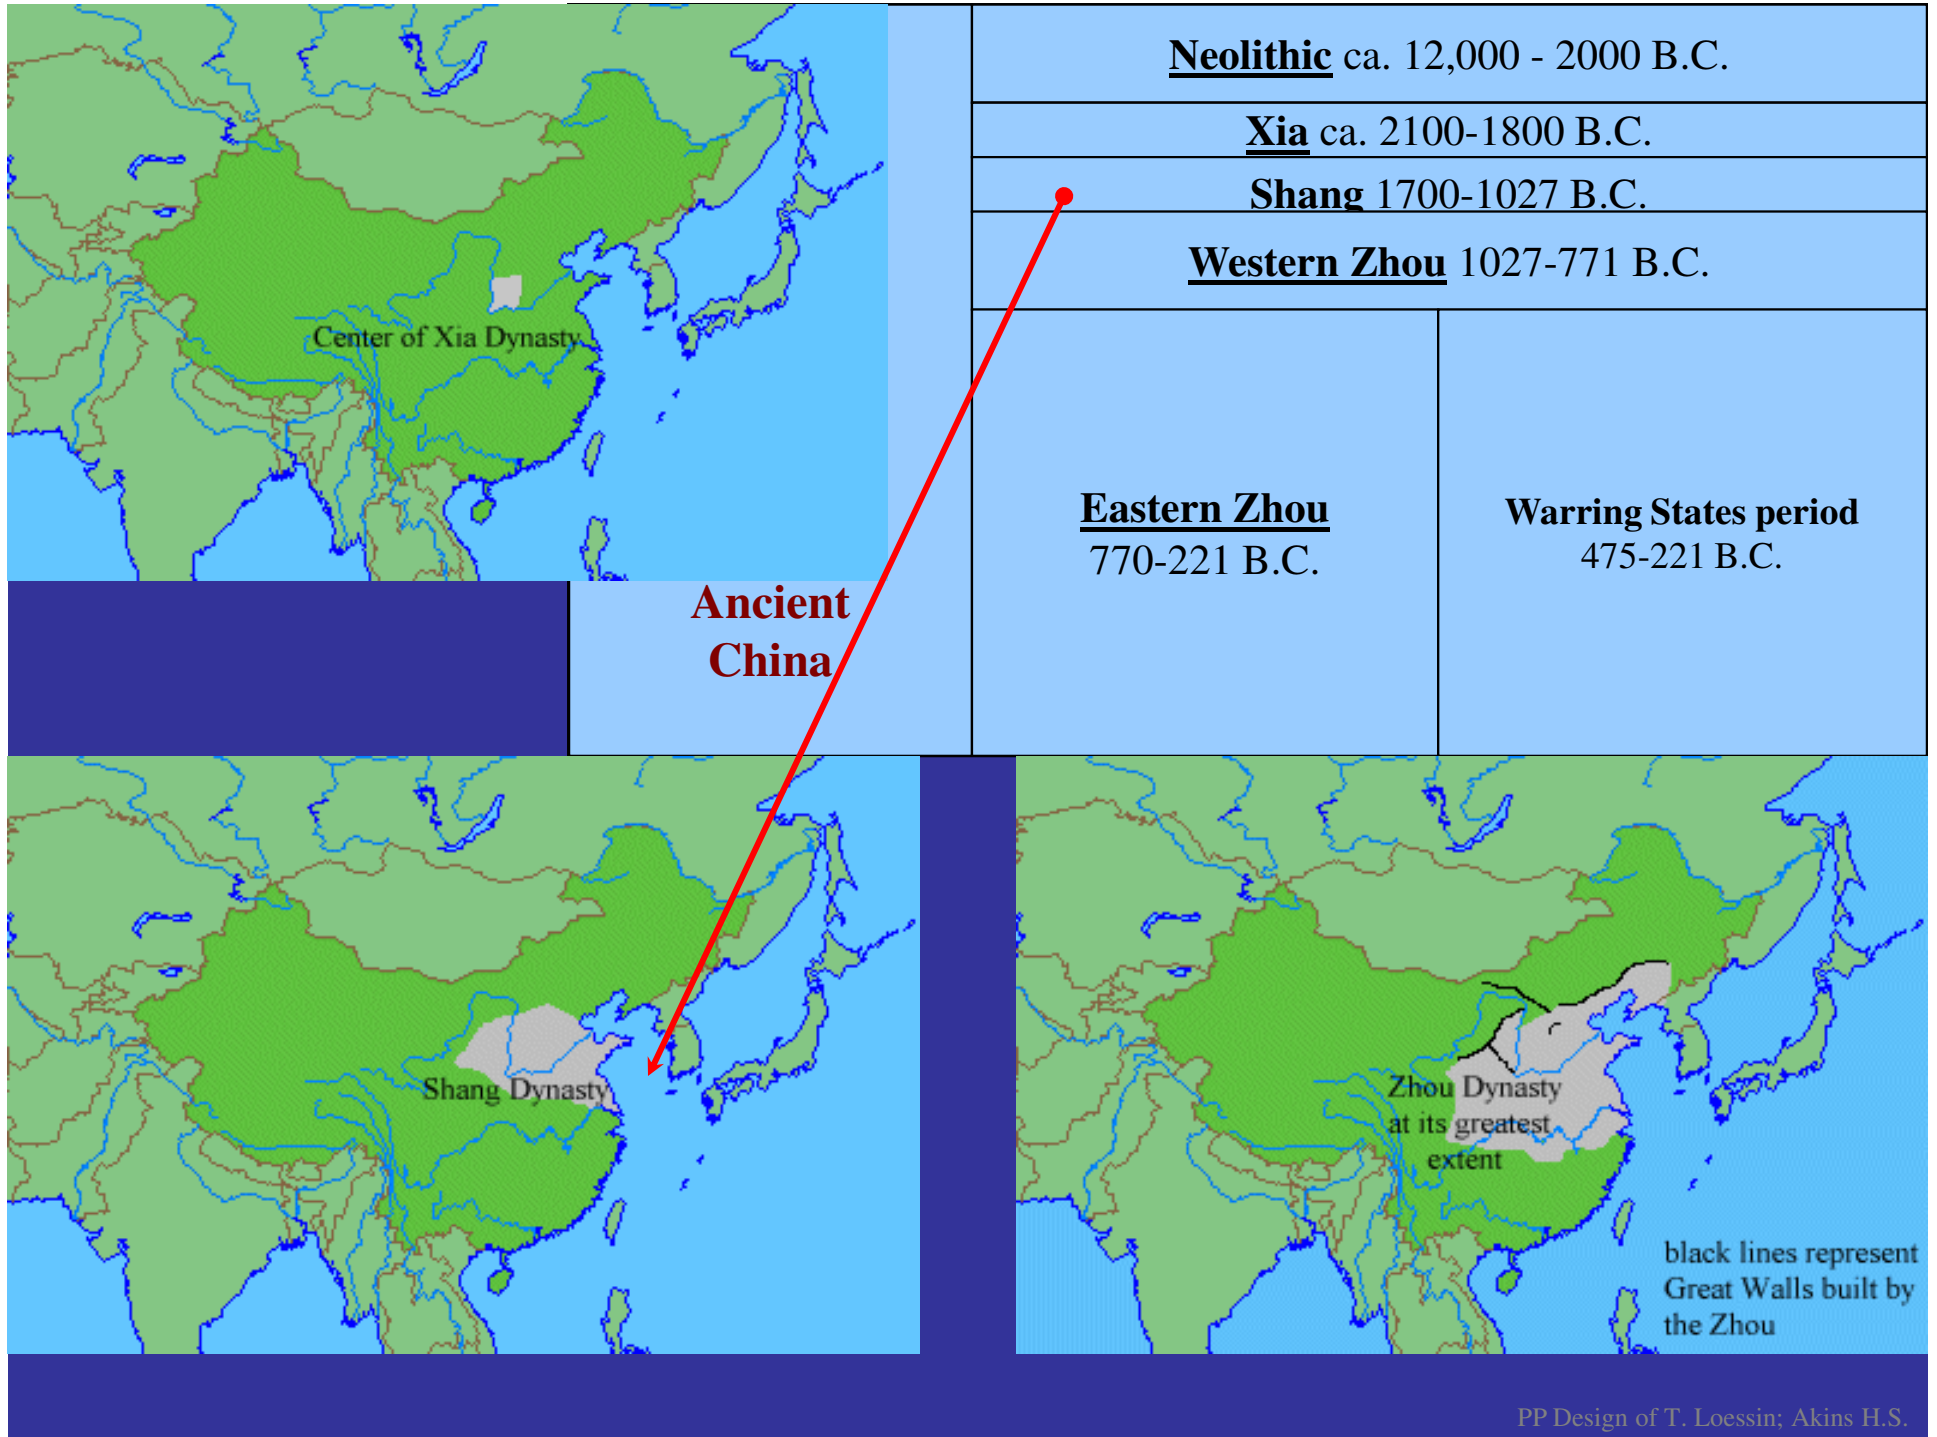 Center of Xia Dynasty
Ancient
China
Neolithic ca. 12,000 - 2000 B.C.
Xia ca. 2100-1800 B.C.
Shang 1700-1027 B.C.
Western Zhou 1027-771 B.C.
Eastern Zhou
770-221 B.C.
Warring States period
475-221 B.C.
Shang Dynasty
Zhou Dynasty
at its greatest
extent
black lines represent
Great Walls built by
the Zhou
PP Design of T. Loessin; Akins H.S.